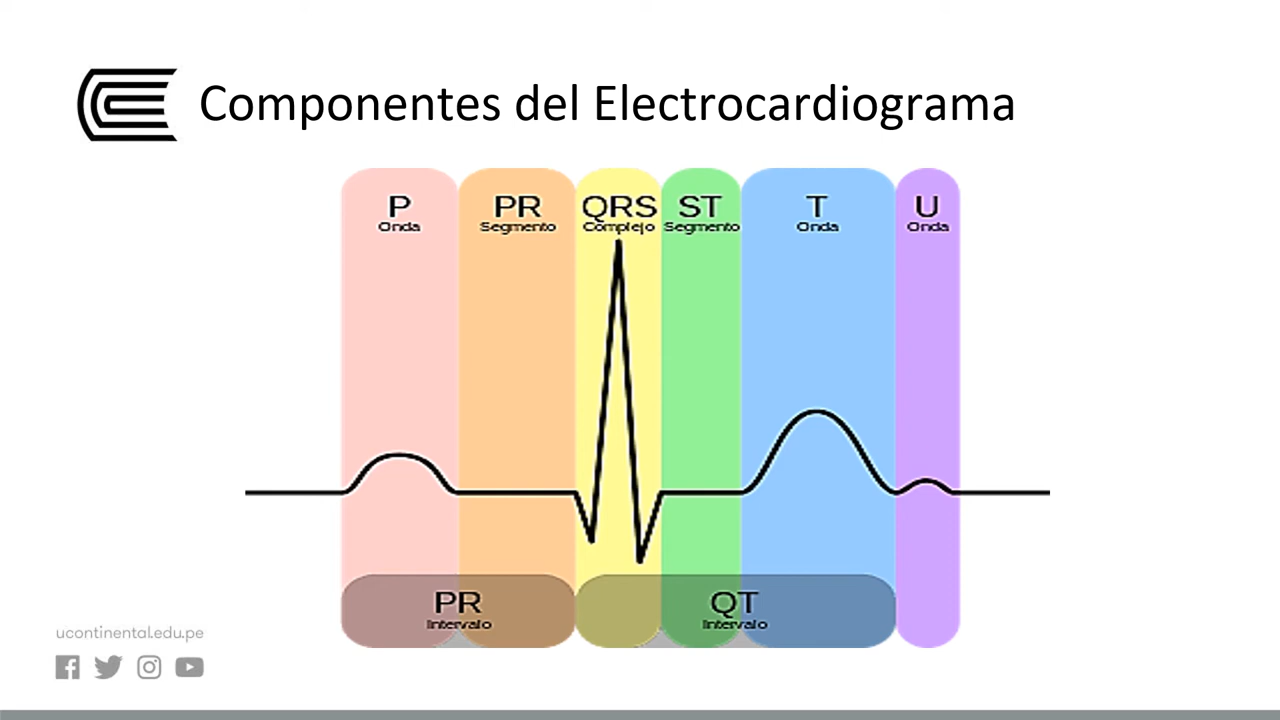 Componentes del Electrocardiograma
P
Onda
PR
Segmento
QRS
Complejo
ST
Segmento
T
Onda
U
Onda
PR
Intervalo
QT
Intervalo
ucontinental.edu.pe